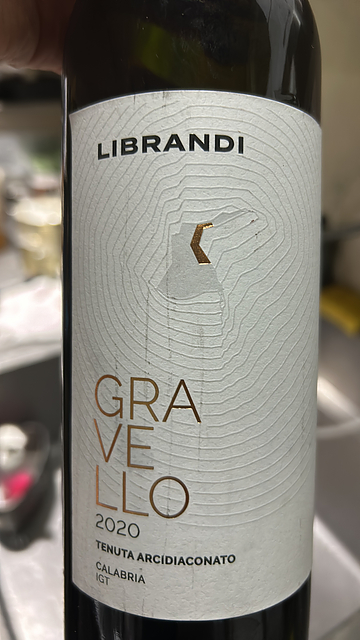 LIBRANDI
GRA
VE
LLO
2020
TENUTA ARCIDIACONATO
CALABRIA
IGT